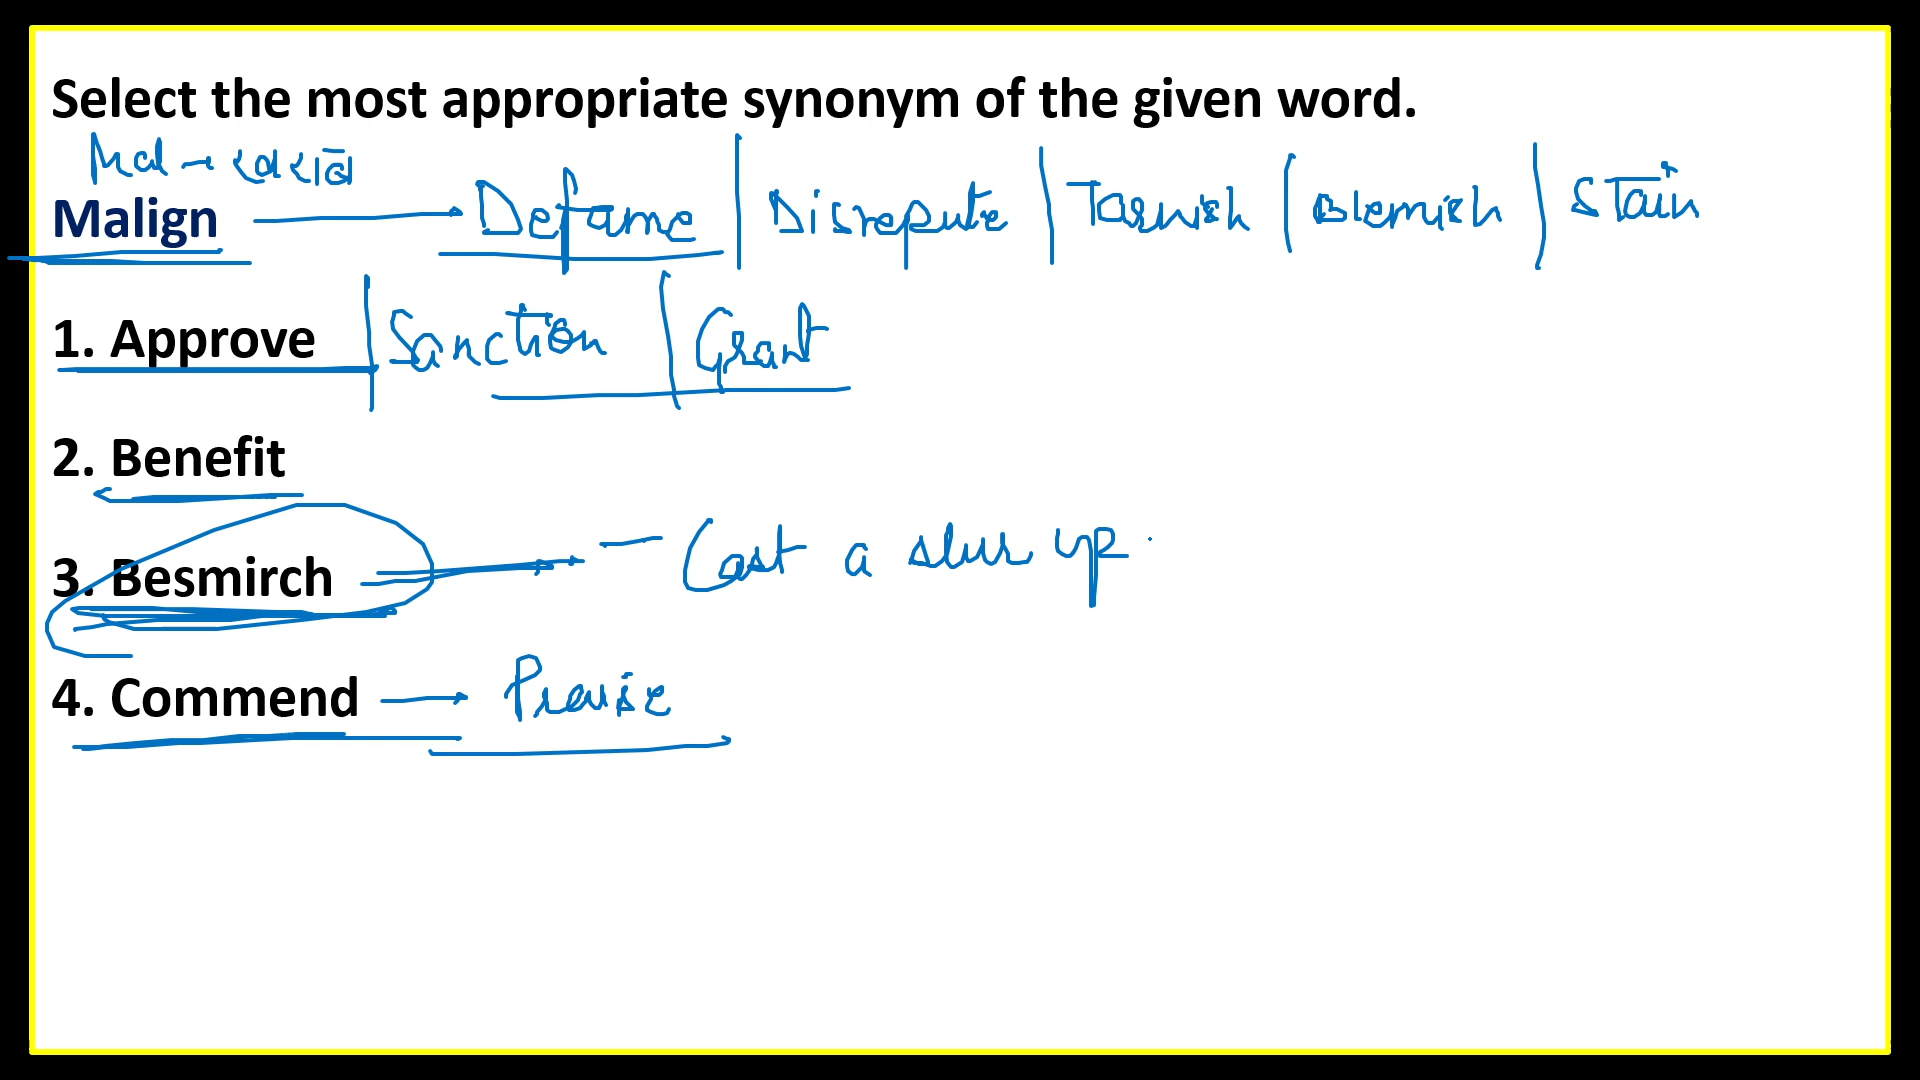 Select the most appropriate synonym of the given word.
Mal → खराब
Malign → Defame | Disrepute | Tarnish | Blemish | Stain
1. Approve | Sanction | Grant
2. Benefit
3. Besmirch → - Cast a slur up
4. Commend → Praise